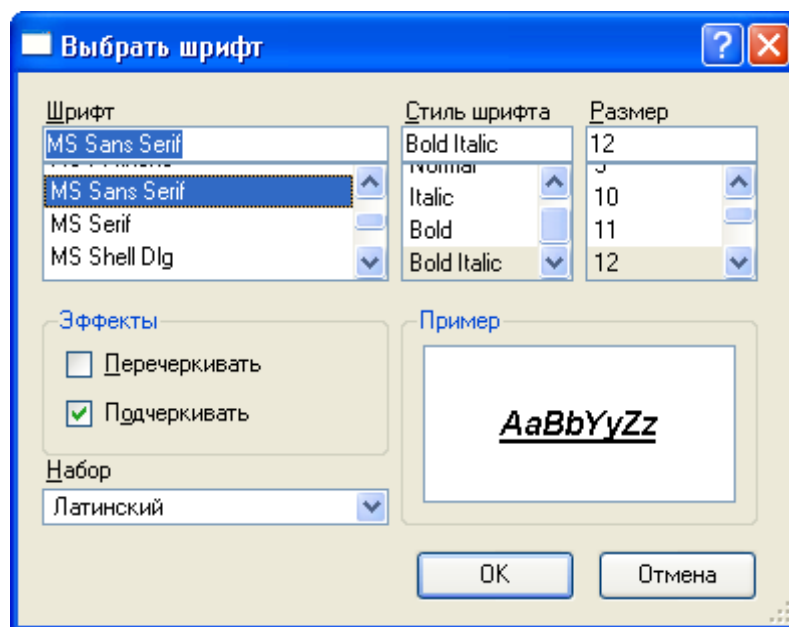 Выбрать шрифт
Шрифт
Стиль шрифта
Размер
MS Sans Serif
Bold Italic
12
MS Sans Serif
MS Serif
MS Shell Dlg
Normal
Italic
Bold
Bold Italic
10
11
12
Эффекты
Перечеркивать
Подчеркивать
Пример
AaBbYyZz
Набор
Латинский
OK
Отмена